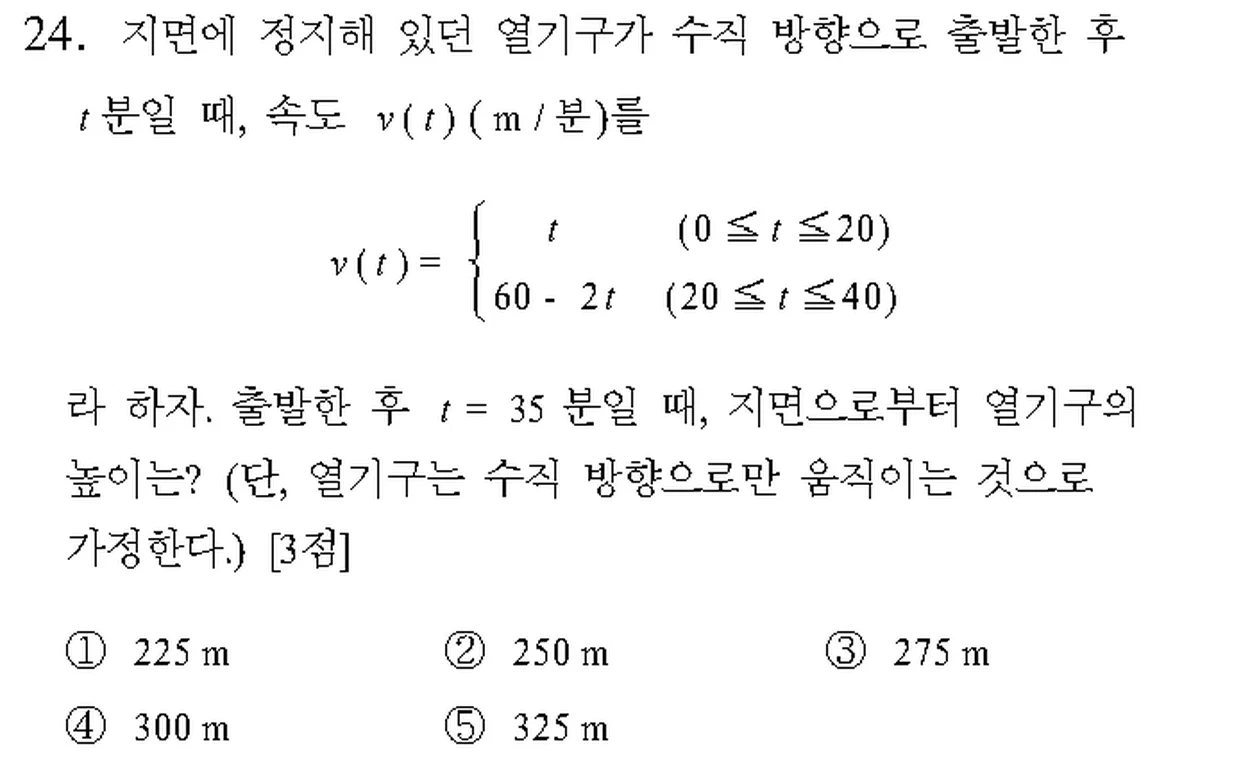 24. 지면에 정지해 있던 열기구가 수직 방향으로 출발한 후
t분일 때, 속도 v(t)(m/분)를
v(t)= { t (0≦t≦20)
60 - 2t (20≦t≦40)
라 하자. 출발한 후 t = 35 분일 때, 지면으로부터 열기구의
높이는? (단, 열기구는 수직 방향으로만 움직이는 것으로
가정한다.) [3점]
① 225 m ② 250 m ③ 275 m
④ 300 m ⑤ 325 m